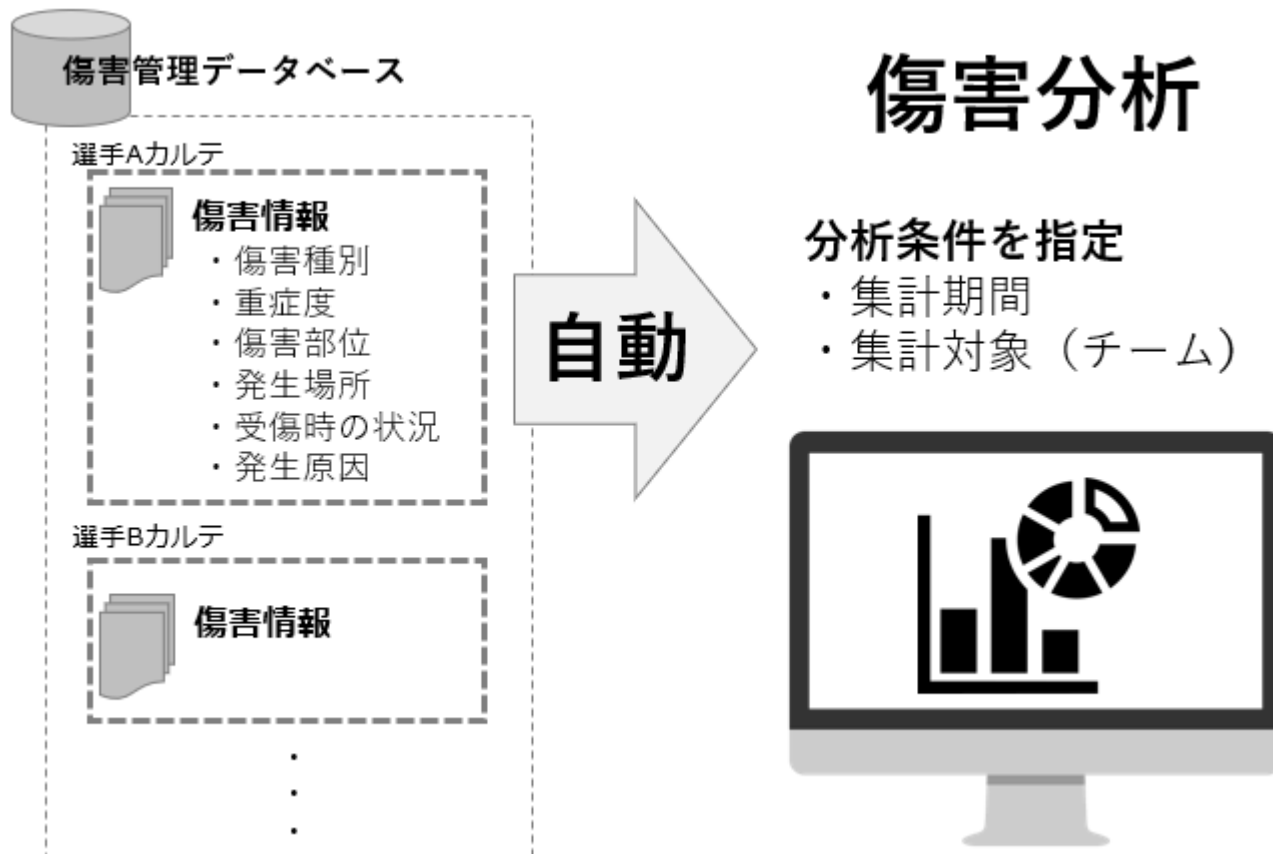 傷害管理データベース
選手Aカルテ
傷害情報
・傷害種別
・重症度
・傷害部位
・発生場所
・受傷時の状況
・発生原因
選手Bカルテ
傷害情報
・
・
・
自動
傷害分析
分析条件を指定
・集計期間
・集計対象（チーム）